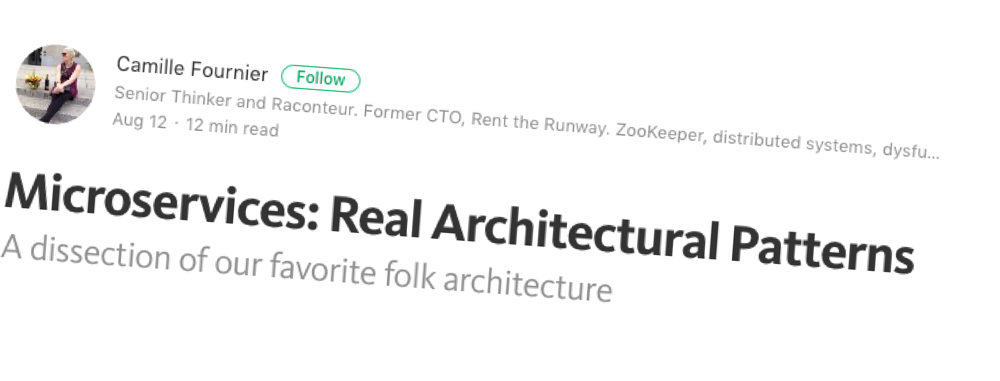 Camille Fournier Follow
Senior Thinker and Raconteur. Former CTO, Rent the Runway. ZooKeeper, distributed systems, dysfu...
Aug 12 · 12 min read
Microservices: Real Architectural Patterns
A dissection of our favorite folk architecture